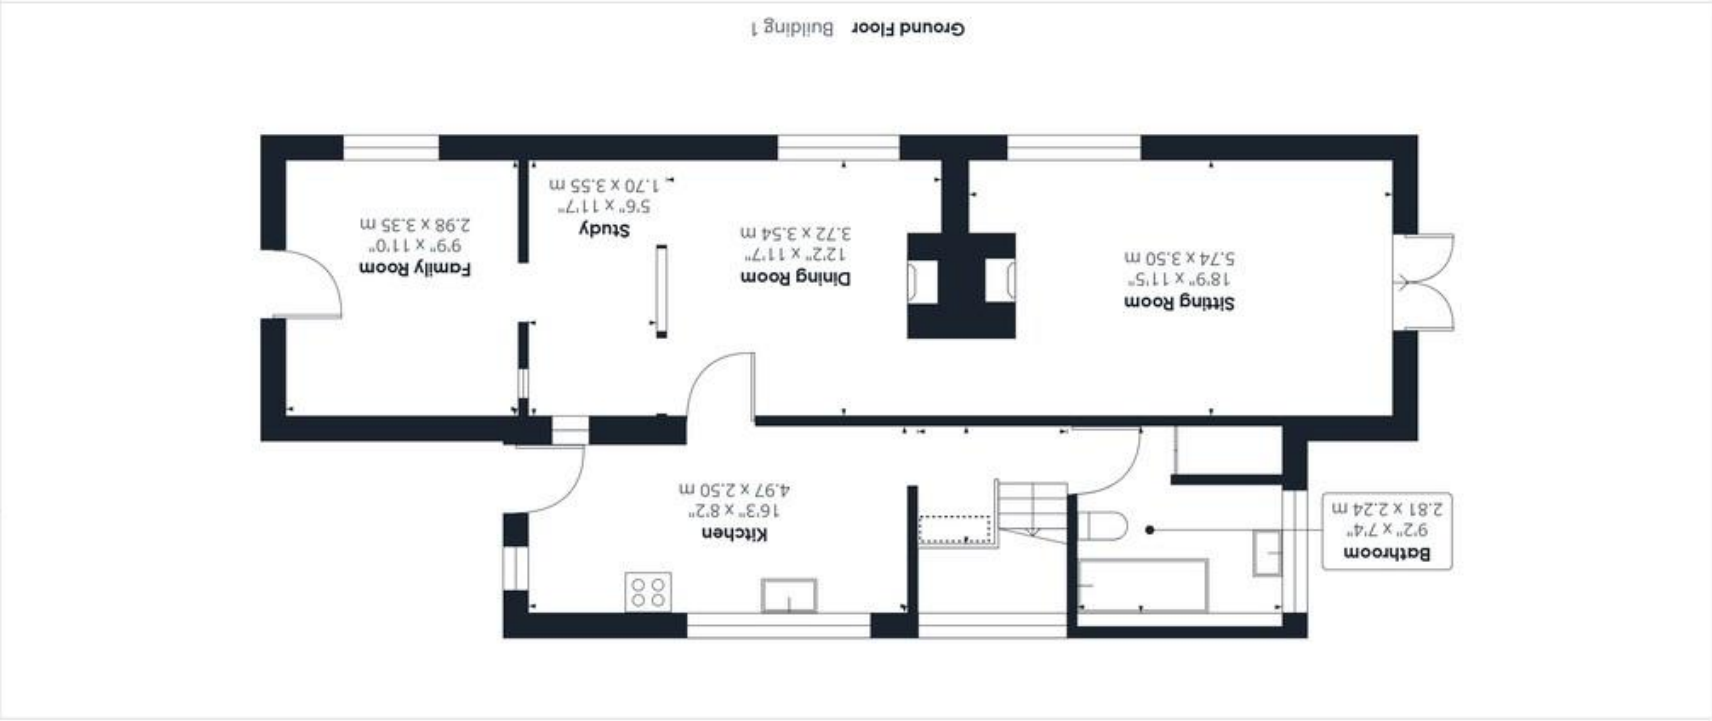 Bathroom
9'2" x 7'4"
2.81 x 2.24 m
Kitchen
16'3" x 8'2"
4.97 x 2.50 m
Sitting Room
18'9" x 11'5"
5.74 x 3.50 m
Dining Room
12'2" x 11'7"
3.72 x 3.54 m
Study
5'6" x 11'7"
1.70 x 3.55 m
Family Room
9'9" x 11'0"
2.98 x 3.35 m
Ground Floor Building 1